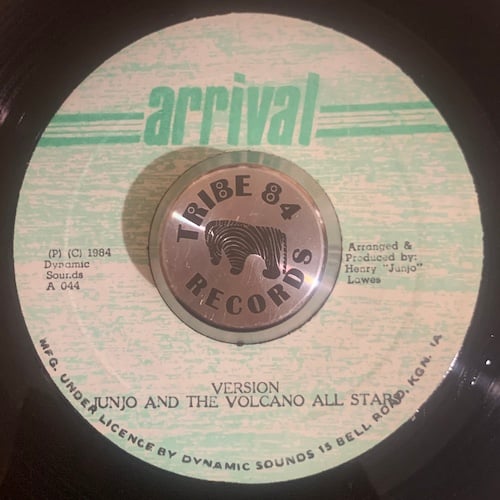 arrival
TRIBE 84
RECORDS
(P) (C) 1984
Dynamic
Sounds
A 044
Arranged &
Produced by:
Henry "Junjo"
Lawes
VERSION
JUNJO AND THE VOLCANO ALL STARS
MFG. UNDER LICENCE BY DYNAMIC SOUNDS 15 BELL ROAD, KGN. JA